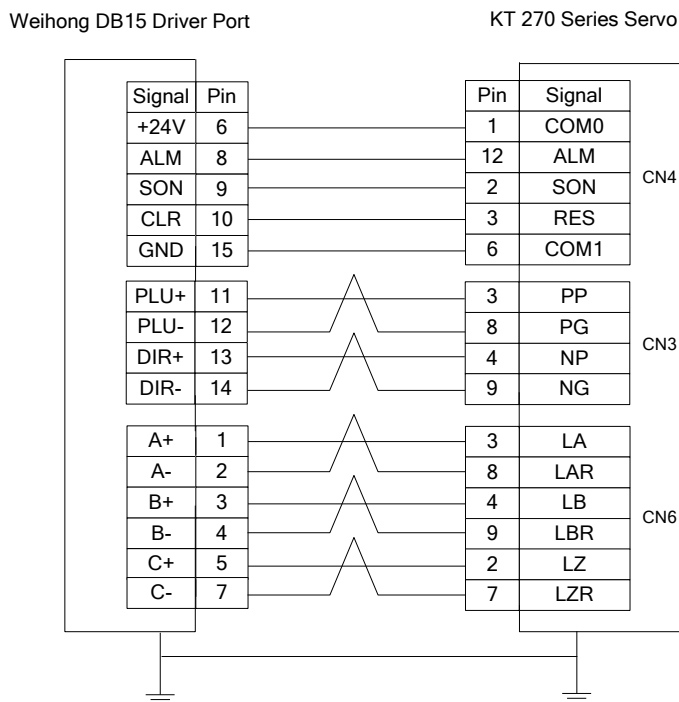 Weihong DB15 Driver Port KT 270 Series Servo
Signal Pin Pin Signal
+24V 6 1 COM0
ALM 8 12 ALM
CN4
SON 9 2 SON
CLR 10 3 RES
GND 15 6 COM1
PLU+ 11 3 PP
PLU- 12 8 PG
CN3
DIR+ 13 4 NP
DIR- 14 9 NG
A+ 1 3 LA
A- 2 8 LAR
B+ 3 4 LB
CN6
B- 4 9 LBR
C+ 5 2 LZ
C- 7 7 LZR